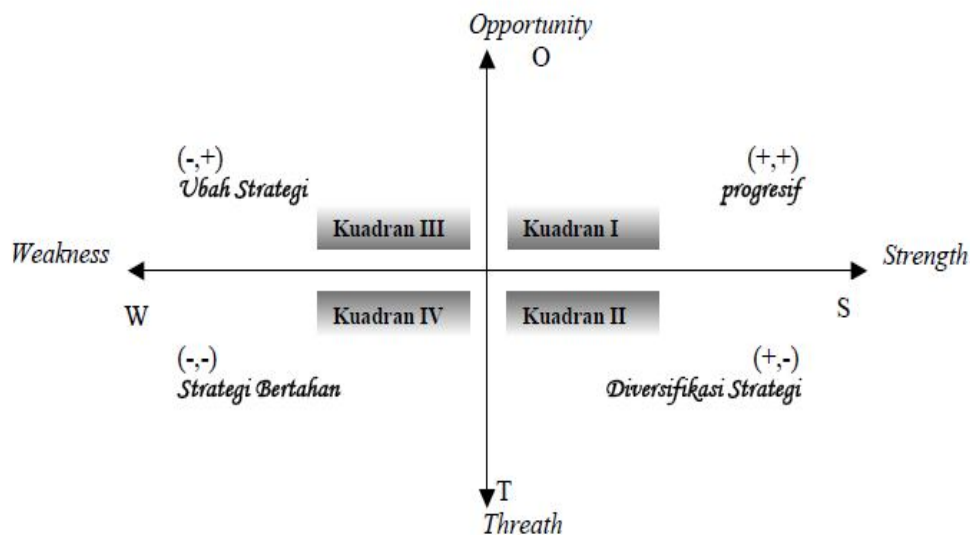 Opportunity
O
(-,+)
Ubah Strategi
(+,+)
progresif
Kuadran III
Kuadran I
Weakness
Strength
W
Kuadran IV
Kuadran II
S
(-,-)
Strategi Bertahan
(+,-)
Diversifikasi Strategi
T
Threath